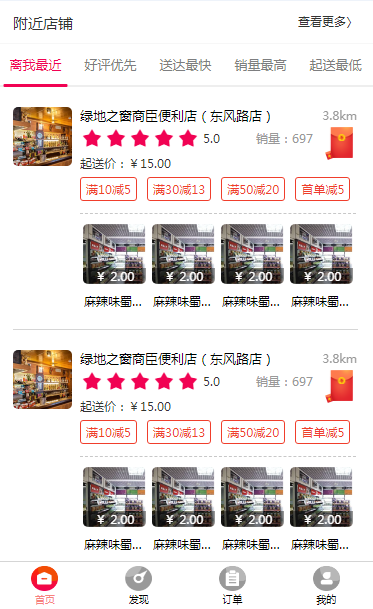 附近店铺 查看更多〉
离我最近 好评优先 送达最快 销量最高 起送最低
绿地之窗商臣便利店（东风路店） 3.8km
5.0 销量：697
起送价：￥15.00
满10减5 满30减13 满50减20 首单减5
￥ 2.00 ￥ 2.00 ￥ 2.00 ￥ 2.00
麻辣味蜀... 麻辣味蜀... 麻辣味蜀... 麻辣味蜀...
绿地之窗商臣便利店（东风路店） 3.8km
5.0 销量：697
起送价：￥15.00
满10减5 满30减13 满50减20 首单减5
￥ 2.00 ￥ 2.00 ￥ 2.00 ￥ 2.00
麻辣味蜀... 麻辣味蜀... 麻辣味蜀... 麻辣味蜀...
首页 发现 订单 我的